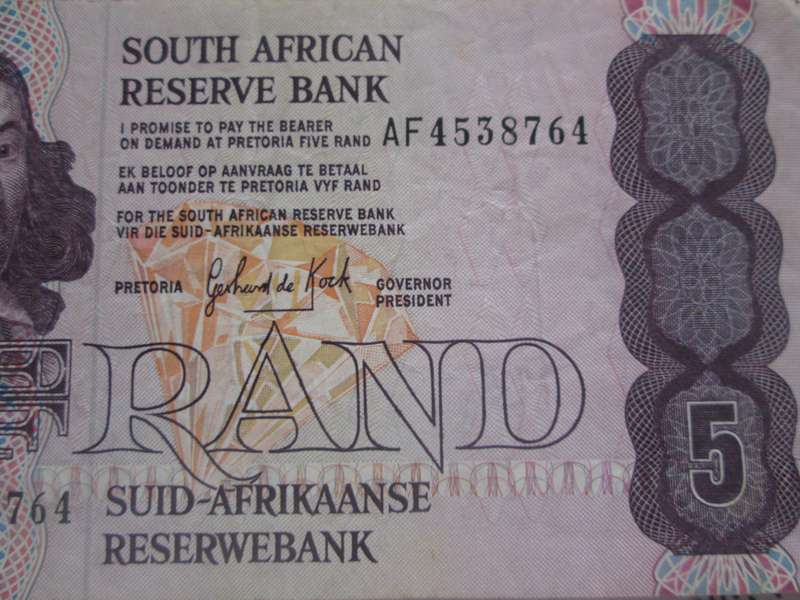 SOUTH AFRICAN
RESERVE BANK
I PROMISE TO PAY THE BEARER
ON DEMAND AT PRETORIA FIVE RAND
AF4538764
EK BELOOF OP AANVRAAG TE BETAAL
AAN TOONDER TE PRETORIA VYF RAND
FOR THE SOUTH AFRICAN RESERVE BANK
VIR DIE SUID-AFRIKAANSE RESERWEBANK
PRETORIA
Gerhard de Kock
GOVERNOR
PRESIDENT
RAND
5
764
SUID-AFRIKAANSE
RESERWEBANK